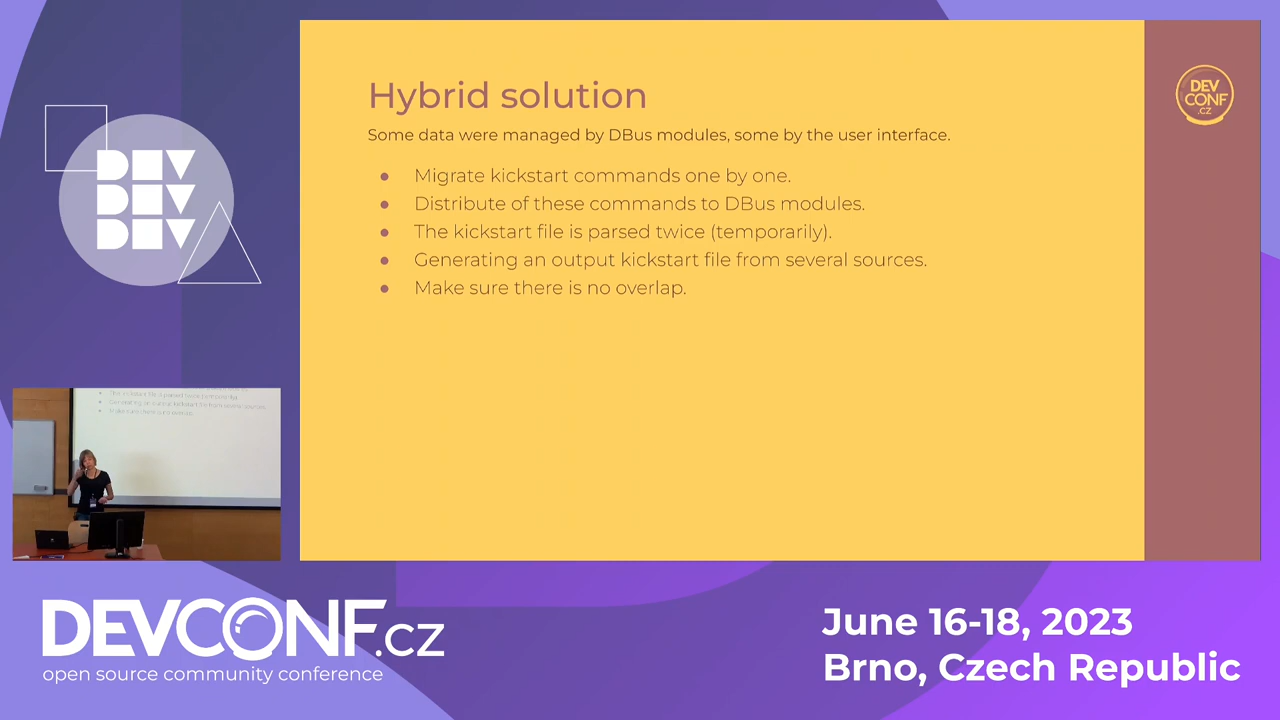 Hybrid solution
Some data were managed by DBus modules, some by the user interface.
● Migrate kickstart commands one by one.
● Distribute of these commands to DBus modules.
● The kickstart file is parsed twice (temporarily).
● Generating an output kickstart file from several sources.
● Make sure there is no overlap.
DEV
CONF
.CZ
DEV
DEV
DEV
DEVCONF.cz
open source community conference
June 16-18, 2023
Brno, Czech Republic